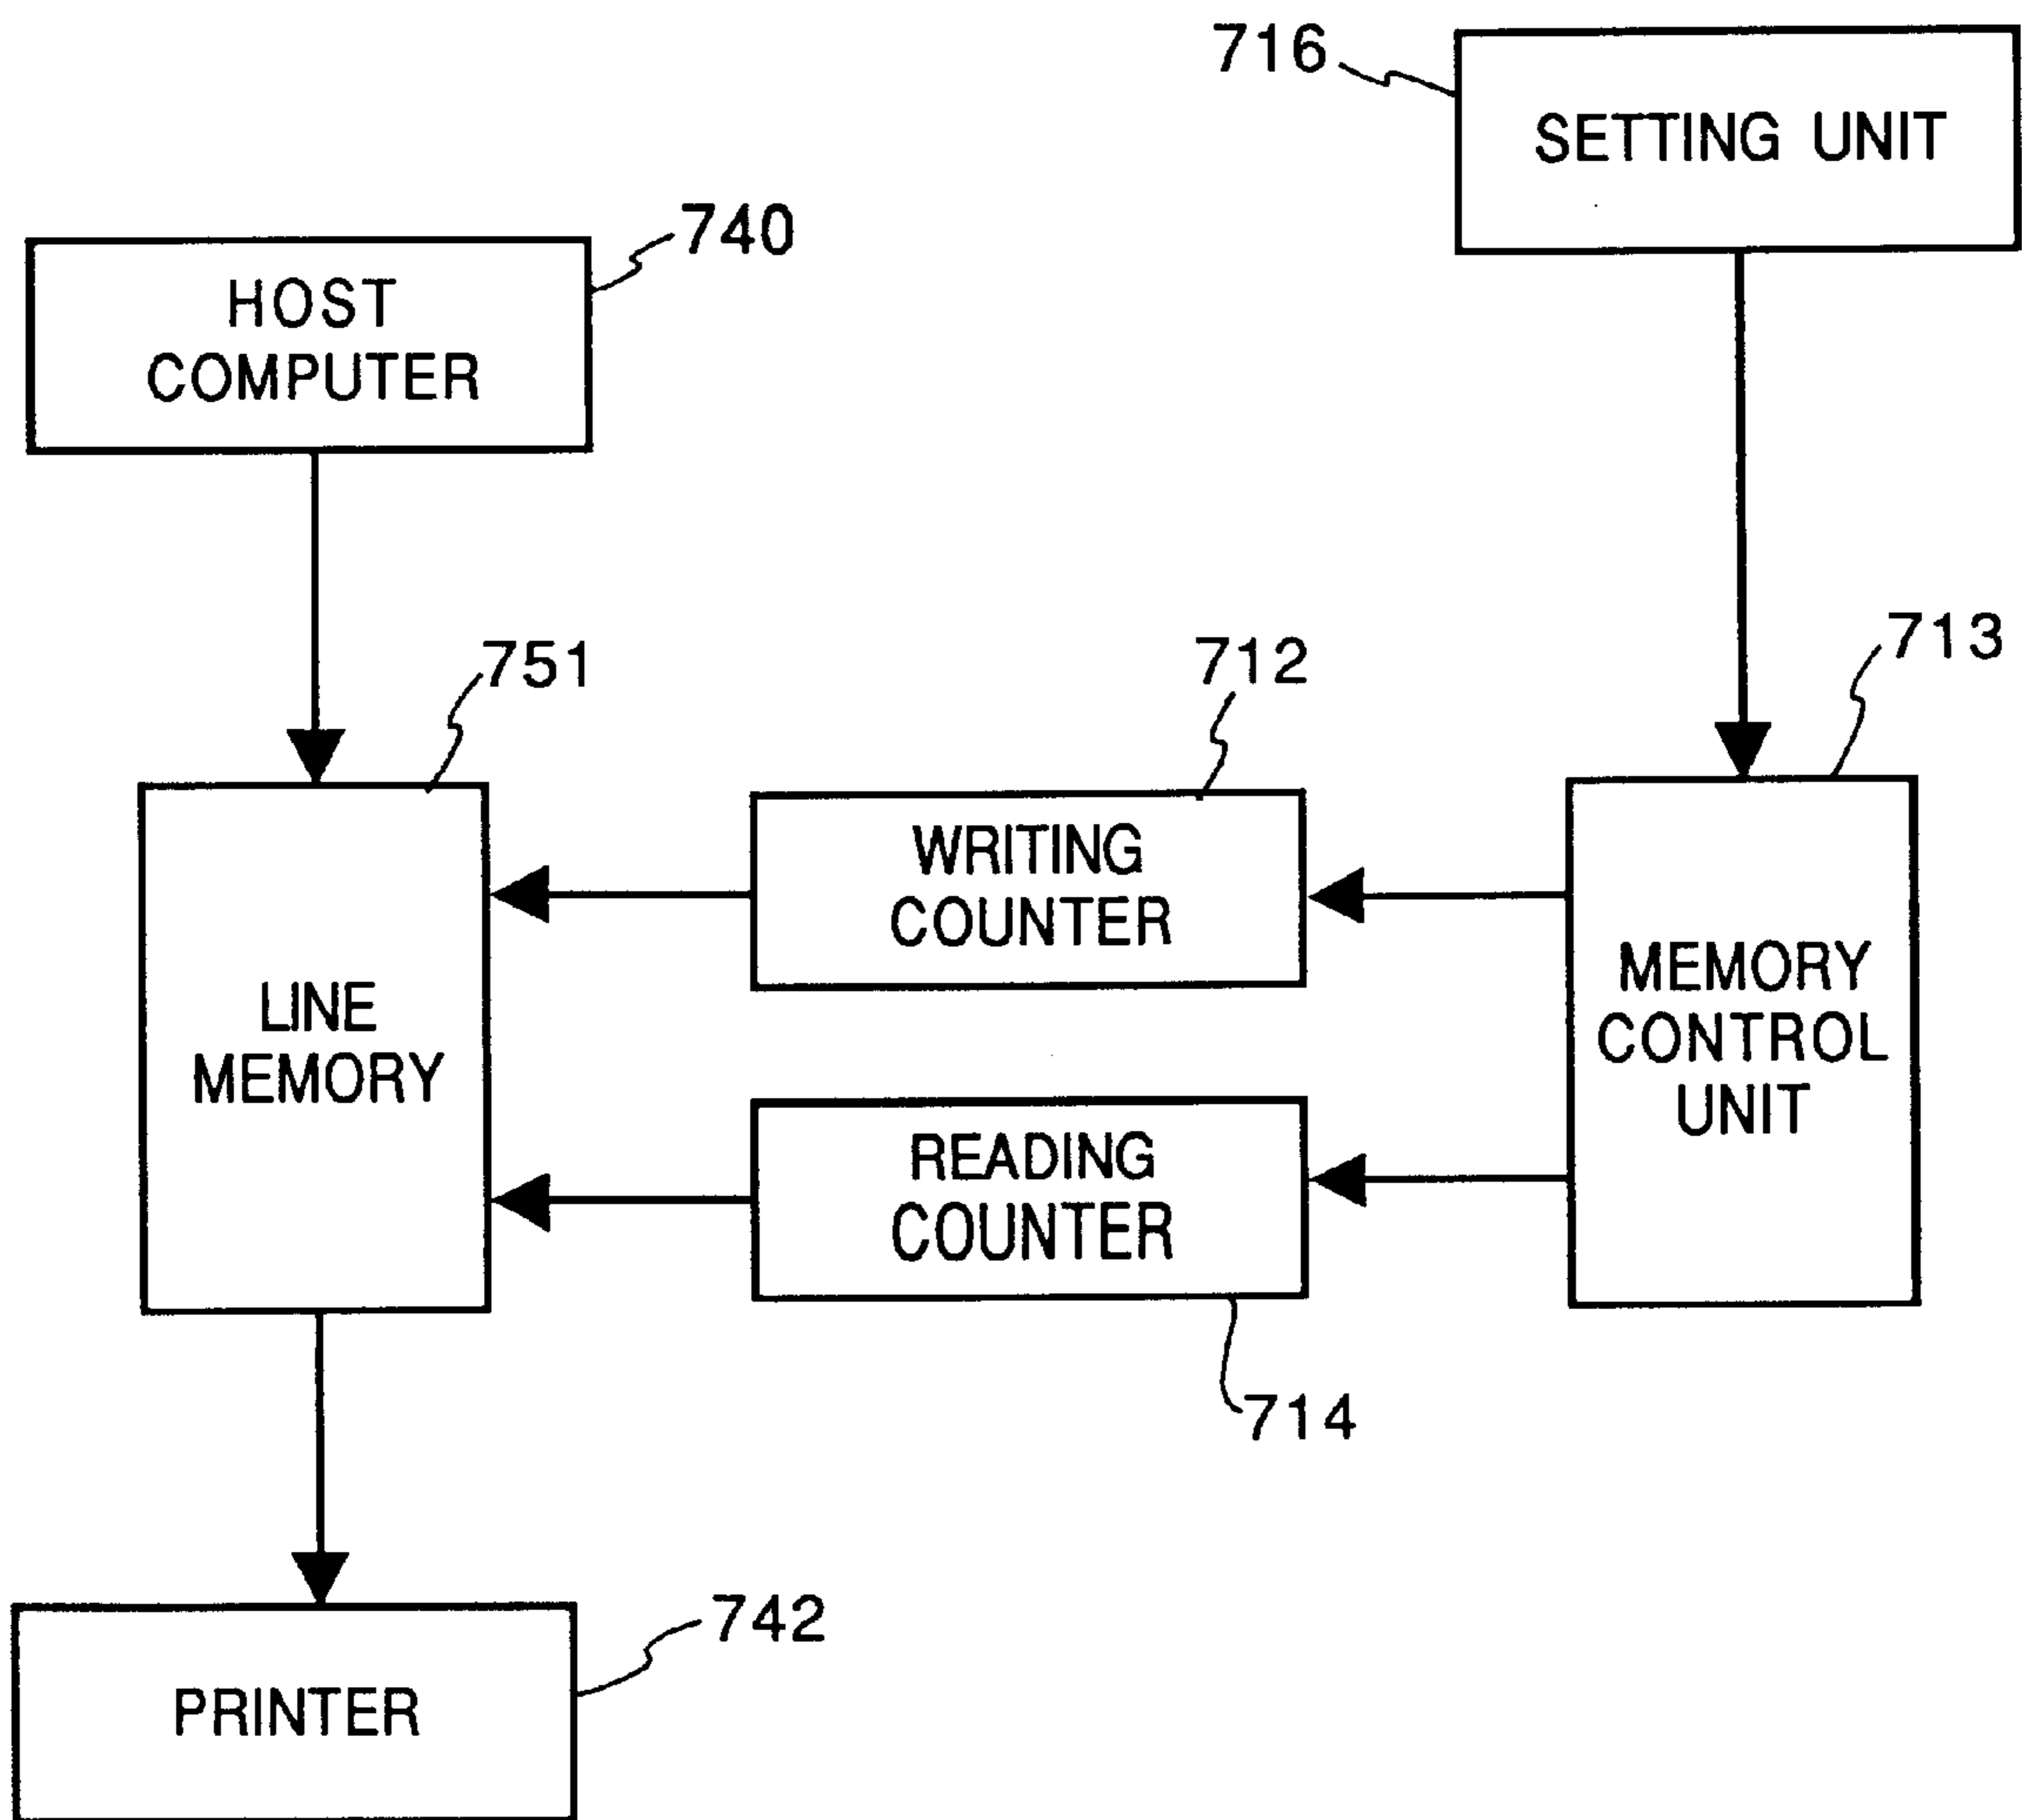 716
SETTING UNIT
740
HOST
COMPUTER
751
712
713
WRITING
COUNTER
LINE
MEMORY
MEMORY
CONTROL
UNIT
READING
COUNTER
714
742
PRINTER